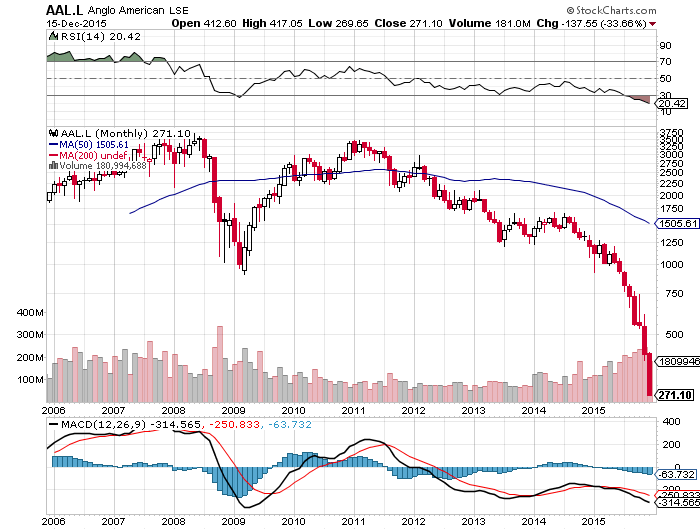 AAL.L Anglo American LSE
© StockCharts.com
15-Dec-2015 Open 412.60 High 417.05 Low 269.65 Close 271.10 Volume 181.0M Chg -137.55 (-33.66%)
RSI(14) 20.42
90
70
50
30
20.42
10
AAL.L (Monthly) 271.10
MA(50) 1505.61
MA(200) undef
Volume 180,994,688
3750
3500
3250
3000
2750
2500
2250
2000
1750
1505.61
1250
1000
750
500
400M
300M
200M
100M
1809946
271.10
2006 2007 2008 2009 2010 2011 2012 2013 2014 2015
MACD(12,26,9) -314.565, -250.833, -63.732
400
200
0
-63.732
-200
-250.833
-314.565
2006 2007 2008 2009 2010 2011 2012 2013 2014 2015